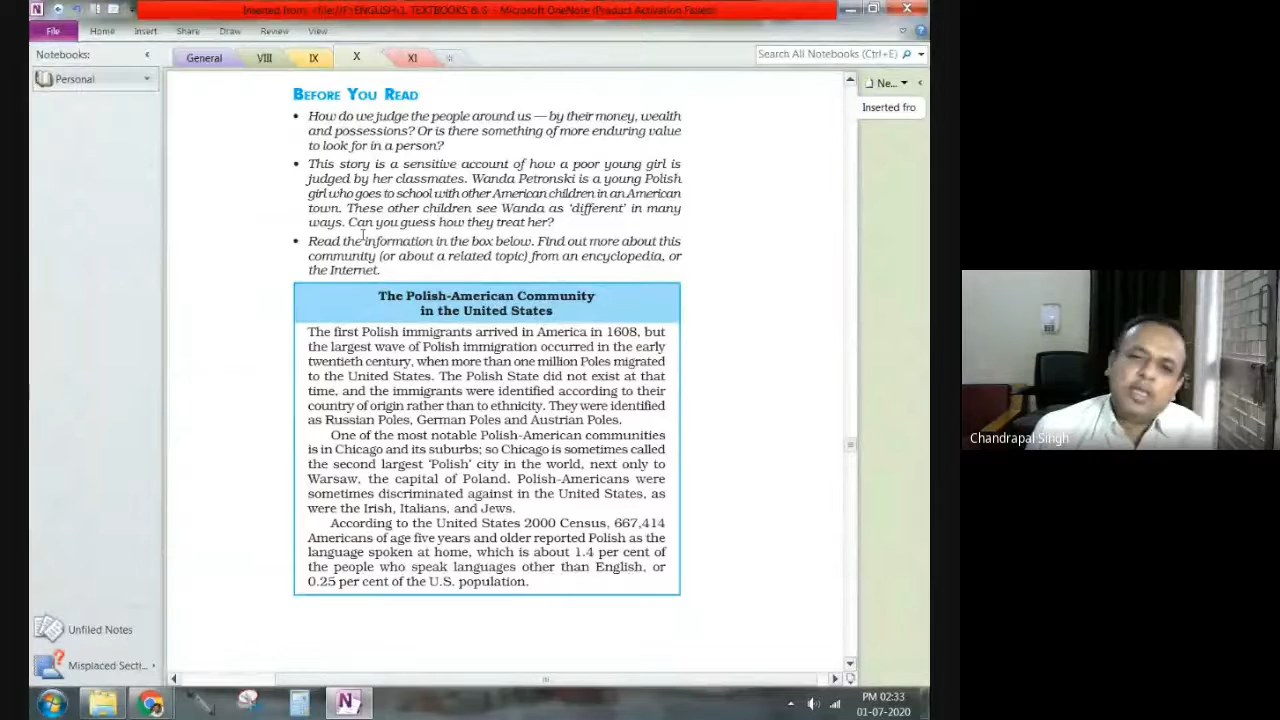 Inserted from: <file://F:\ENGLISH\1. TEXTBOOKS & S - Microsoft OneNote (Product Activation Failed)
File Home Insert Share Draw Review View
Notebooks:
General VIII IX X XI
Search All Notebooks (Ctrl+E)
Personal
Ne...
Inserted fro
BEFORE YOU READ
• How do we judge the people around us — by their money, wealth
and possessions? Or is there something of more enduring value
to look for in a person?
• This story is a sensitive account of how a poor young girl is
judged by her classmates. Wanda Petronski is a young Polish
girl who goes to school with other American children in an American
town. These other children see Wanda as 'different' in many
ways. Can you guess how they treat her?
• Read the information in the box below. Find out more about this
community (or about a related topic) from an encyclopedia, or
the Internet.
The Polish-American Community
in the United States
The first Polish immigrants arrived in America in 1608, but
the largest wave of Polish immigration occurred in the early
twentieth century, when more than one million Poles migrated
to the United States. The Polish State did not exist at that
time, and the immigrants were identified according to their
country of origin rather than to ethnicity. They were identified
as Russian Poles, German Poles and Austrian Poles.
One of the most notable Polish-American communities
is in Chicago and its suburbs; so Chicago is sometimes called
the second largest 'Polish' city in the world, next only to
Warsaw, the capital of Poland. Polish-Americans were
sometimes discriminated against in the United States, as
were the Irish, Italians, and Jews.
According to the United States 2000 Census, 667,414
Americans of age five years and older reported Polish as the
language spoken at home, which is about 1.4 per cent of
the people who speak languages other than English, or
0.25 per cent of the U.S. population.
Chandrapal Singh
Unfiled Notes
Misplaced Secti...
PM 02:33
01-07-2020